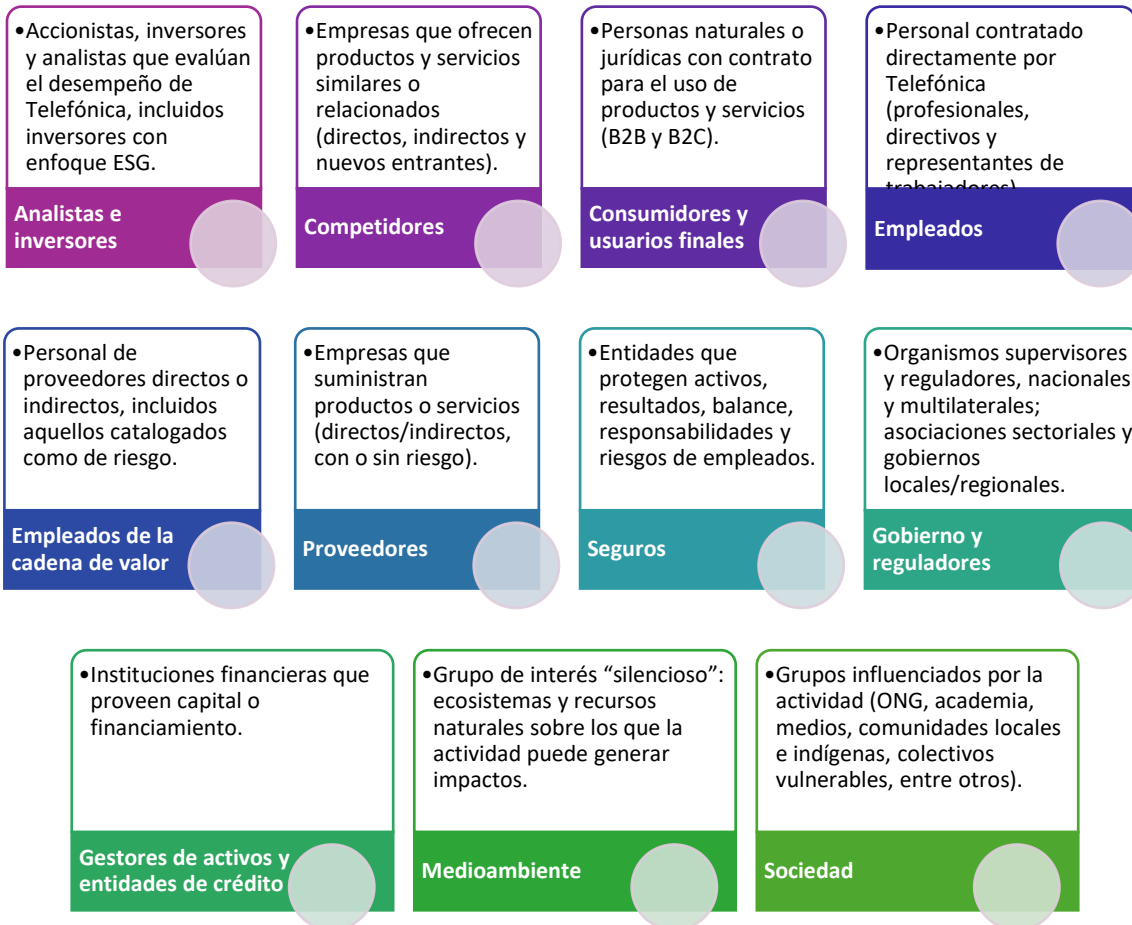 •Accionistas, inversores
y analistas que evalúan
el desempeño de
Telefónica, incluidos
inversores con
enfoque ESG.
Analistas e
inversores
•Empresas que ofrecen
productos y servicios
similares o
relacionados
(directos, indirectos y
nuevos entrantes).
Competidores
•Personas naturales o
jurídicas con contrato
para el uso de
productos y servicios
(B2B y B2C).
Consumidores y
usuarios finales
•Personal contratado
directamente por
Telefónica
(profesionales,
directivos y
representantes de
trabajadores)
Empleados
•Personal de
proveedores directos o
indirectos, incluidos
aquellos catalogados
como de riesgo.
Empleados de la
cadena de valor
•Empresas que
suministran
productos o servicios
(directos/indirectos,
con o sin riesgo).
Proveedores
•Entidades que
protegen activos,
resultados, balance,
responsabilidades y
riesgos de empleados.
Seguros
•Organismos supervisores
y reguladores, nacionales
y multilaterales;
asociaciones sectoriales y
gobiernos
locales/regionales.
Gobierno y
reguladores
•Instituciones financieras que
proveen capital o
financiamiento.
Gestores de activos y
entidades de crédito
•Grupo de interés “silencioso”:
ecosistemas y recursos
naturales sobre los que la
actividad puede generar
impactos.
Medioambiente
•Grupos influenciados por la
actividad (ONG, academia,
medios, comunidades locales
e indígenas, colectivos
vulnerables, entre otros).
Sociedad